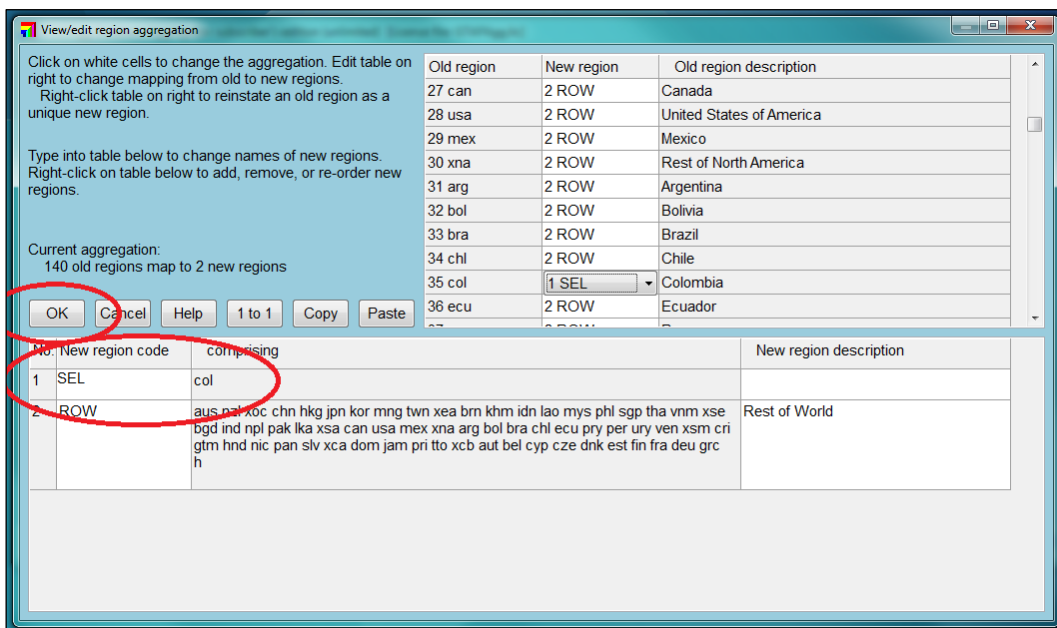 View/edit region aggregation
Click on white cells to change the aggregation. Edit table on
right to change mapping from old to new regions.
Right-click table on right to reinstate an old region as a
unique new region.
Type into table below to change names of new regions.
Right-click on table below to add, remove, or re-order new
regions.
Current aggregation:
140 old regions map to 2 new regions
OK Cancel Help 1 to 1 Copy Paste
Old region New region Old region description
27 can 2 ROW Canada
28 usa 2 ROW United States of America
29 mex 2 ROW Mexico
30 xna 2 ROW Rest of North America
31 arg 2 ROW Argentina
32 bol 2 ROW Bolivia
33 bra 2 ROW Brazil
34 chl 2 ROW Chile
35 col 1 SEL Colombia
36 ecu 2 ROW Ecuador
No. New region code comprising New region description
1 SEL col
2 ROW aus nzl xoc chn hkg jpn kor mng twn xea brn khm idn lao mys phl sgp tha vnm xse Rest of World
bgd ind npl pak lka xsa can usa mex xna arg bol bra chl ecu pry per ury ven xsm cri
gtm hnd nic pan slv xca dom jam pri tto xcb aut bel cyp cze dnk est fin fra deu grc
h